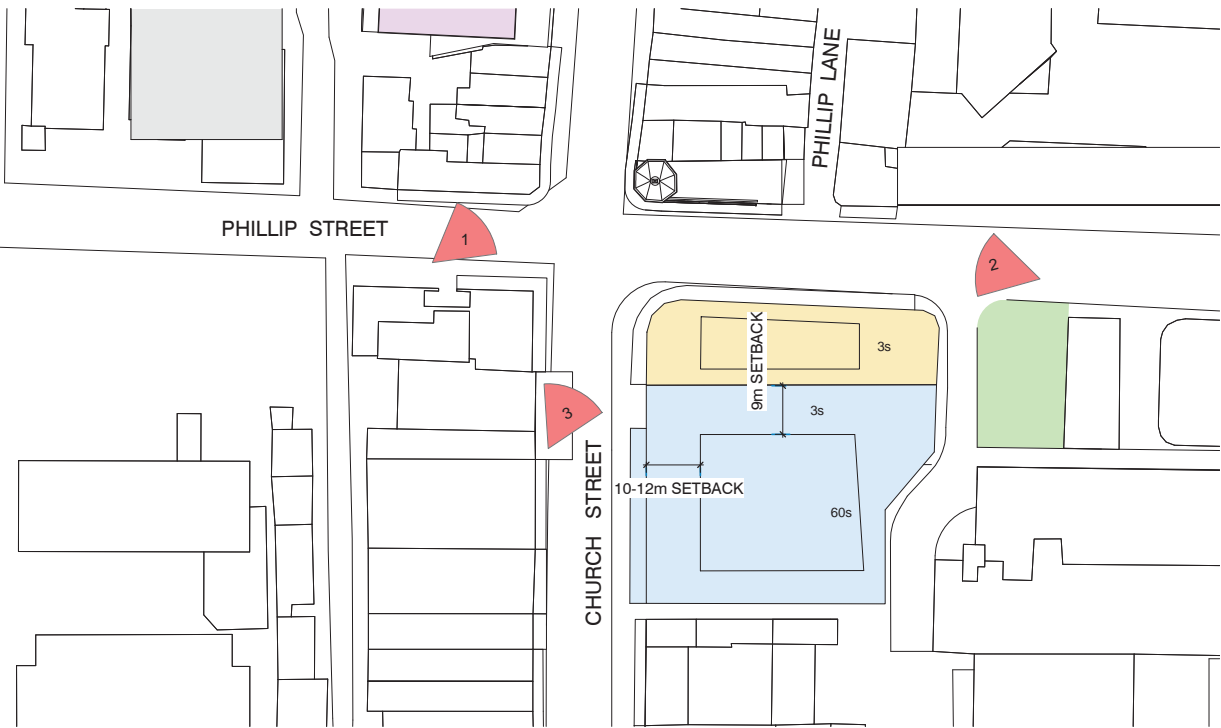 PHILLIP LANE
PHILLIP STREET
1
2
9m SETBACK
3s
3
3s
10-12m SETBACK
60s
CHURCH STREET